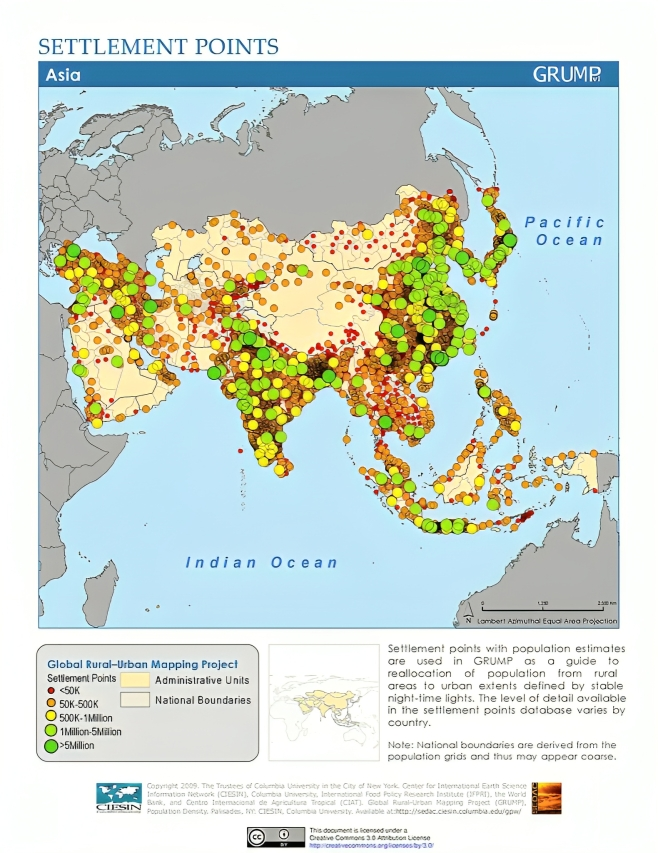 SETTLEMENT POINTS
Asia
GRUMPv1
Pacific
Ocean
Indian Ocean
0
N
Lambert Azimuthal Equal Area Projection
Global Rural–Urban Mapping Project
Settlement Points
<50K
50K-500K
500K-1Million
1Million-5Million
>5Million
Administrative Units
National Boundaries
Settlement points with population estimates
are used in GRUMP as a guide to
reallocation of population from rural
areas to urban extents defined by stable
night-time lights. The level of detail available
in the settlement points database varies by
country.
Note: National boundaries are derived from the
population grids and thus may appear coarse.
CIESIN
Copyright 2009. The Trustees of Columbia University in the City of New York. Center for International Earth Science
Information Network (CIESIN), Columbia University, International Food Policy Research Institute (IFPRI), the World
Bank, and Centro Internacional de Agricultura Tropical (CIAT), Global Rural-Urban Mapping Project (GRUMP),
Population Density. Palisades, NY: CIESIN, Columbia University. Available at:http://sedac.ciesin.columbia.edu/gpw/
SEDAC
cc
BY
This document is licensed under a
Creative Commons 3.0 Attribution License
http://creativecommons.org/licenses/by/3.0/